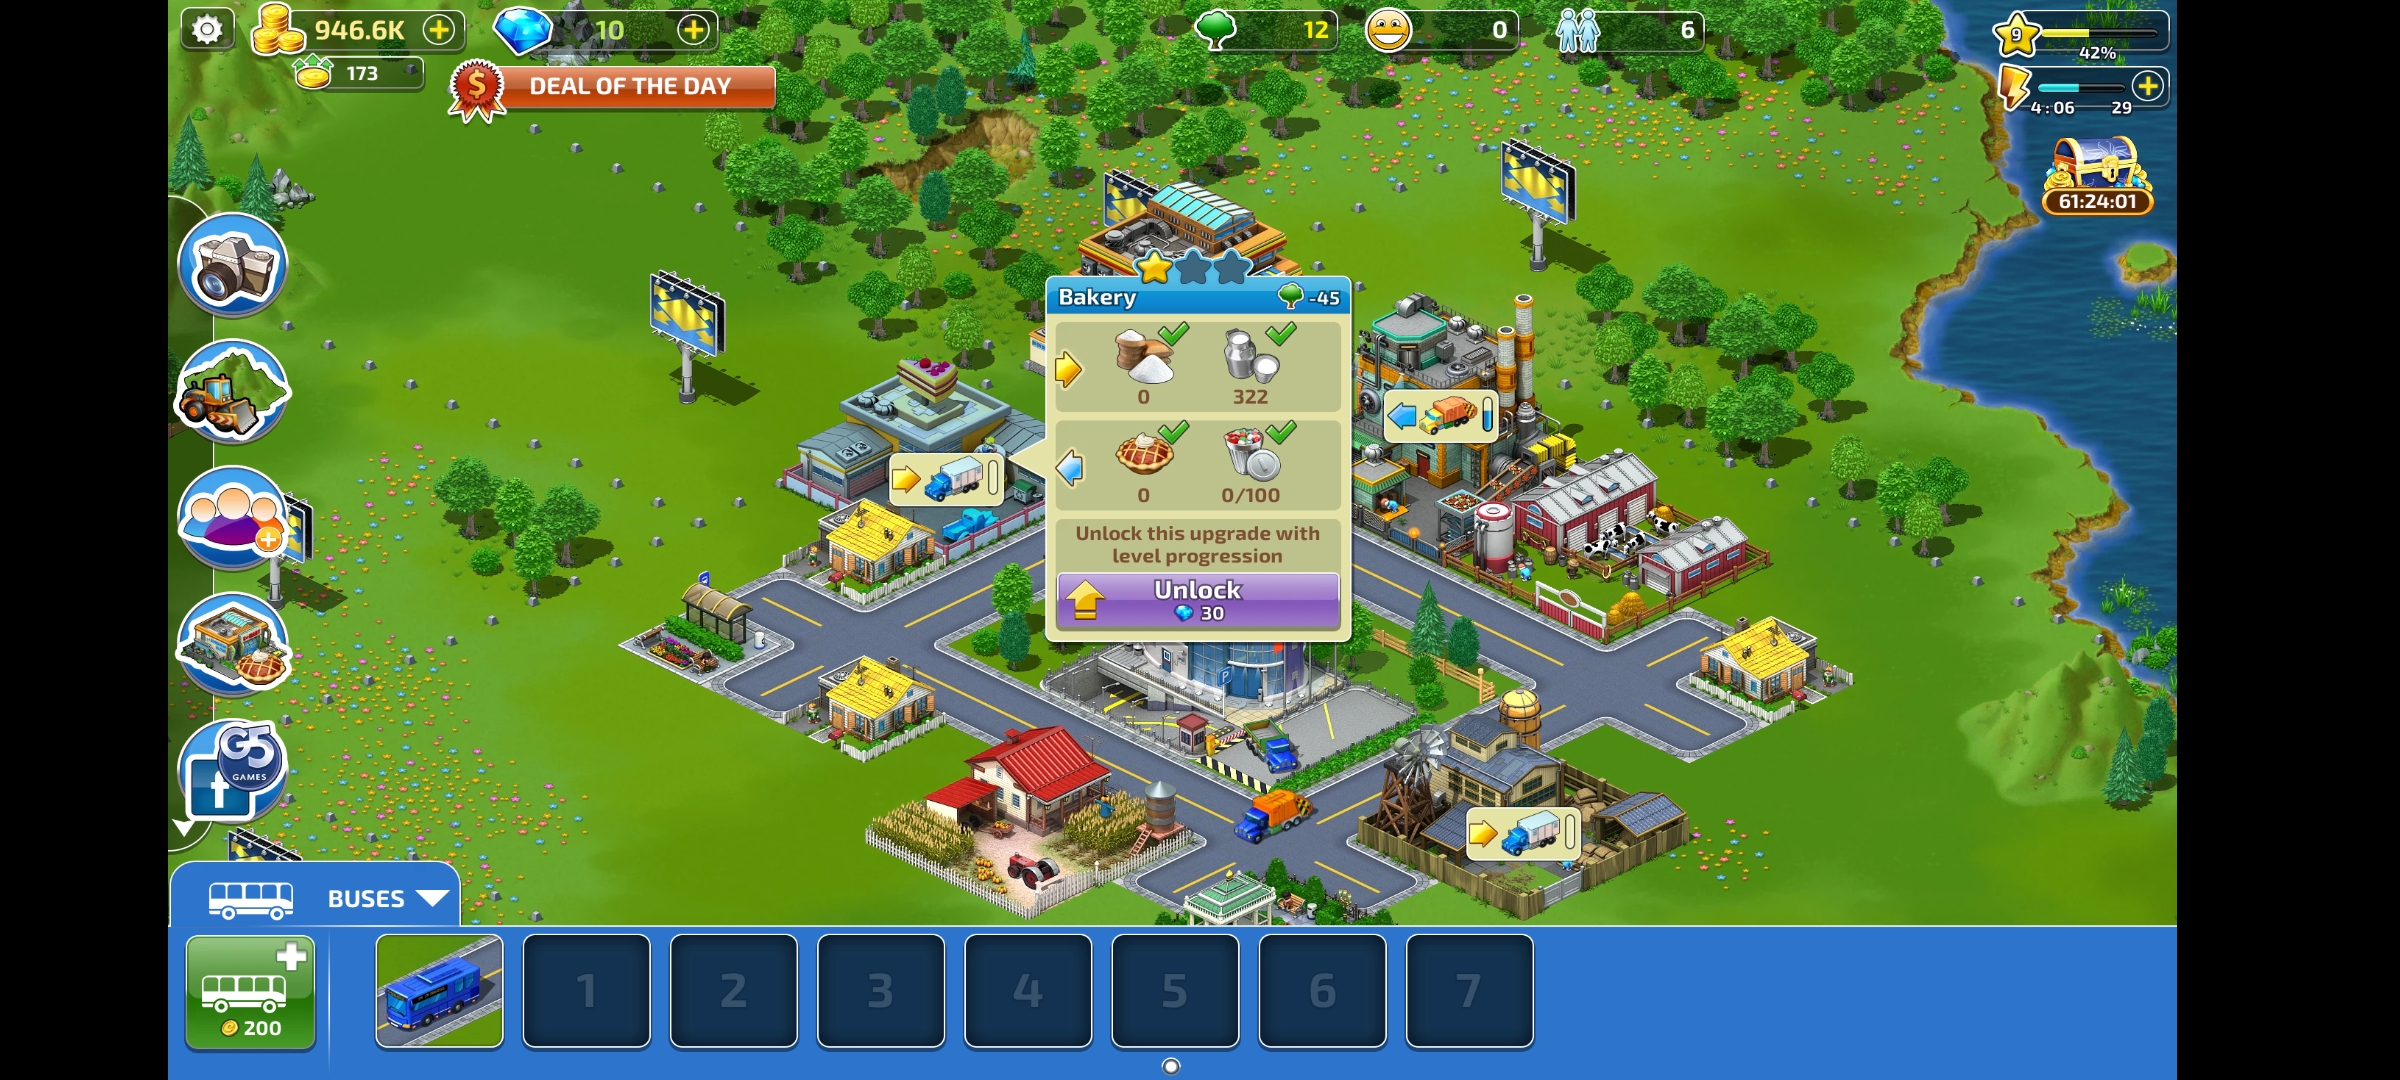 946.6K
10
12
0
6
9
42%
173
DEAL OF THE DAY
4:06 29
61:24:01
Bakery -45
0 322
0 0/100
Unlock this upgrade with
level progression
Unlock
30
P
G5
GAMES
f
BUSES
200
1 2 3 4 5 6 7